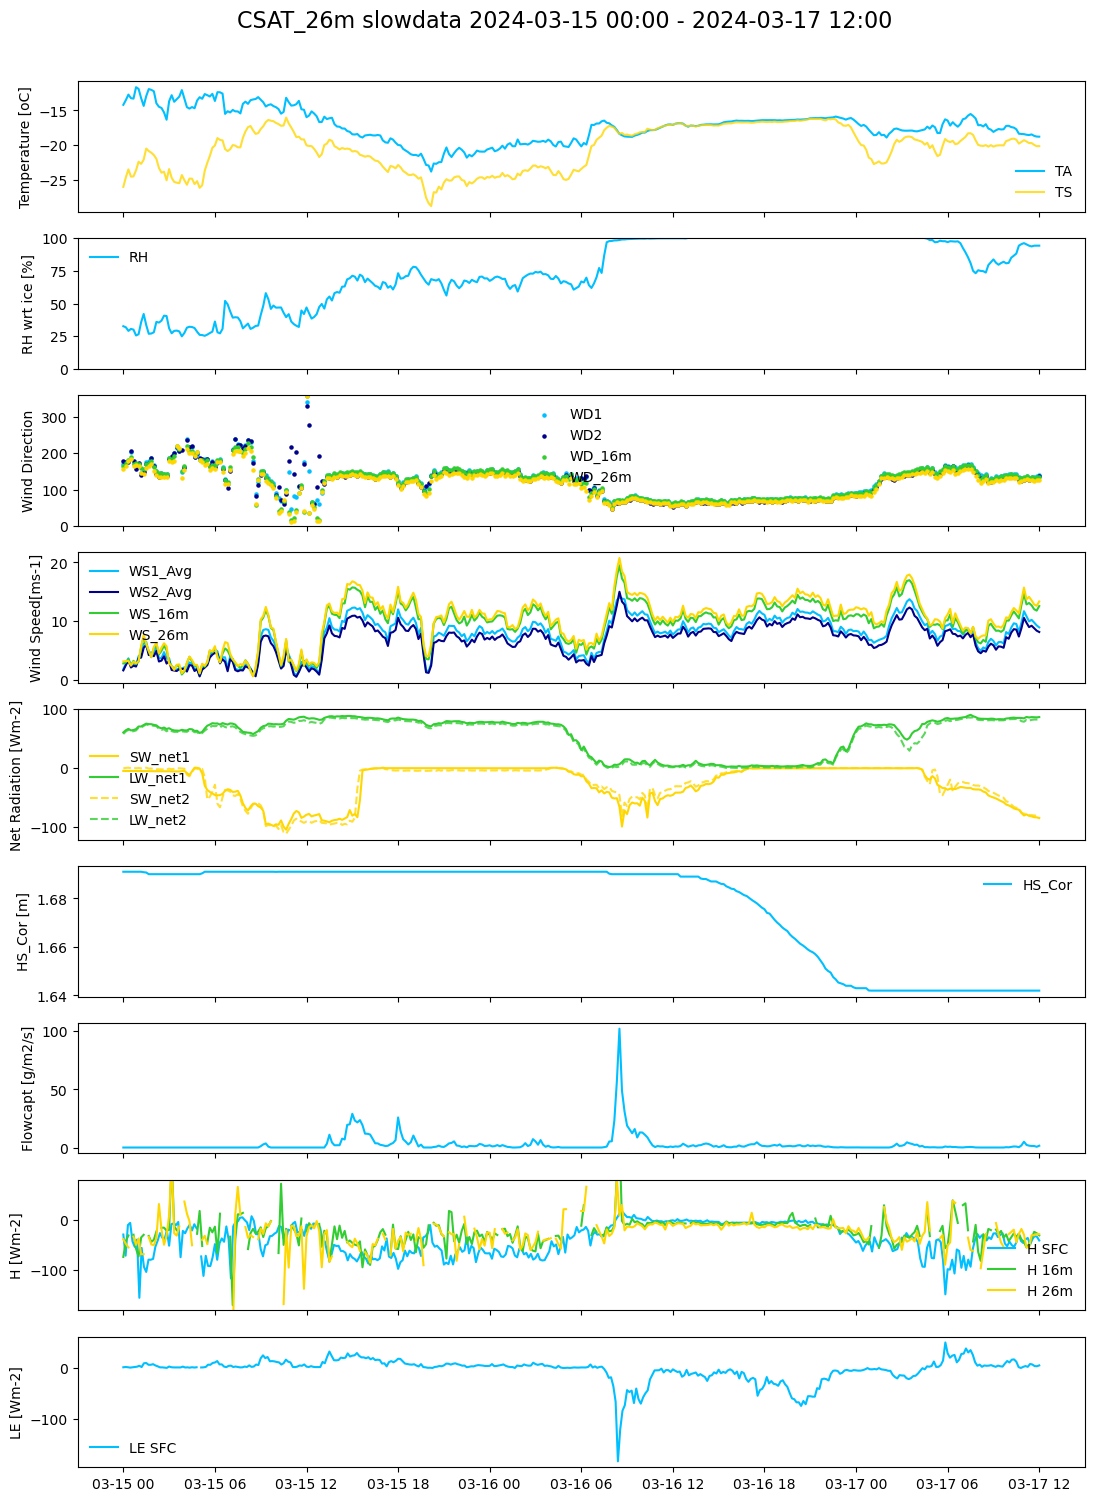 CSAT_26m slowdata 2024-03-15 00:00 - 2024-03-17 12:00
Temperature [oC]
−15
−20
−25
TA
TS
RH wrt ice [%]
100
75
50
25
0
RH
Wind Direction
300
200
100
0
WD1
WD2
WD_16m
WD_26m
Wind Speed[ms-1]
20
10
0
WS1_Avg
WS2_Avg
WS_16m
WS_26m
Net Radiation [Wm-2]
100
0
−100
SW_net1
LW_net1
SW_net2
LW_net2
HS_Cor [m]
1.68
1.66
1.64
HS_Cor
Flowcapt [g/m2/s]
100
50
0
H [Wm-2]
0
−100
H SFC
H 16m
H 26m
LE [Wm-2]
0
−100
LE SFC
03-15 00 03-15 06 03-15 12 03-15 18 03-16 00 03-16 06 03-16 12 03-16 18 03-17 00 03-17 06 03-17 12